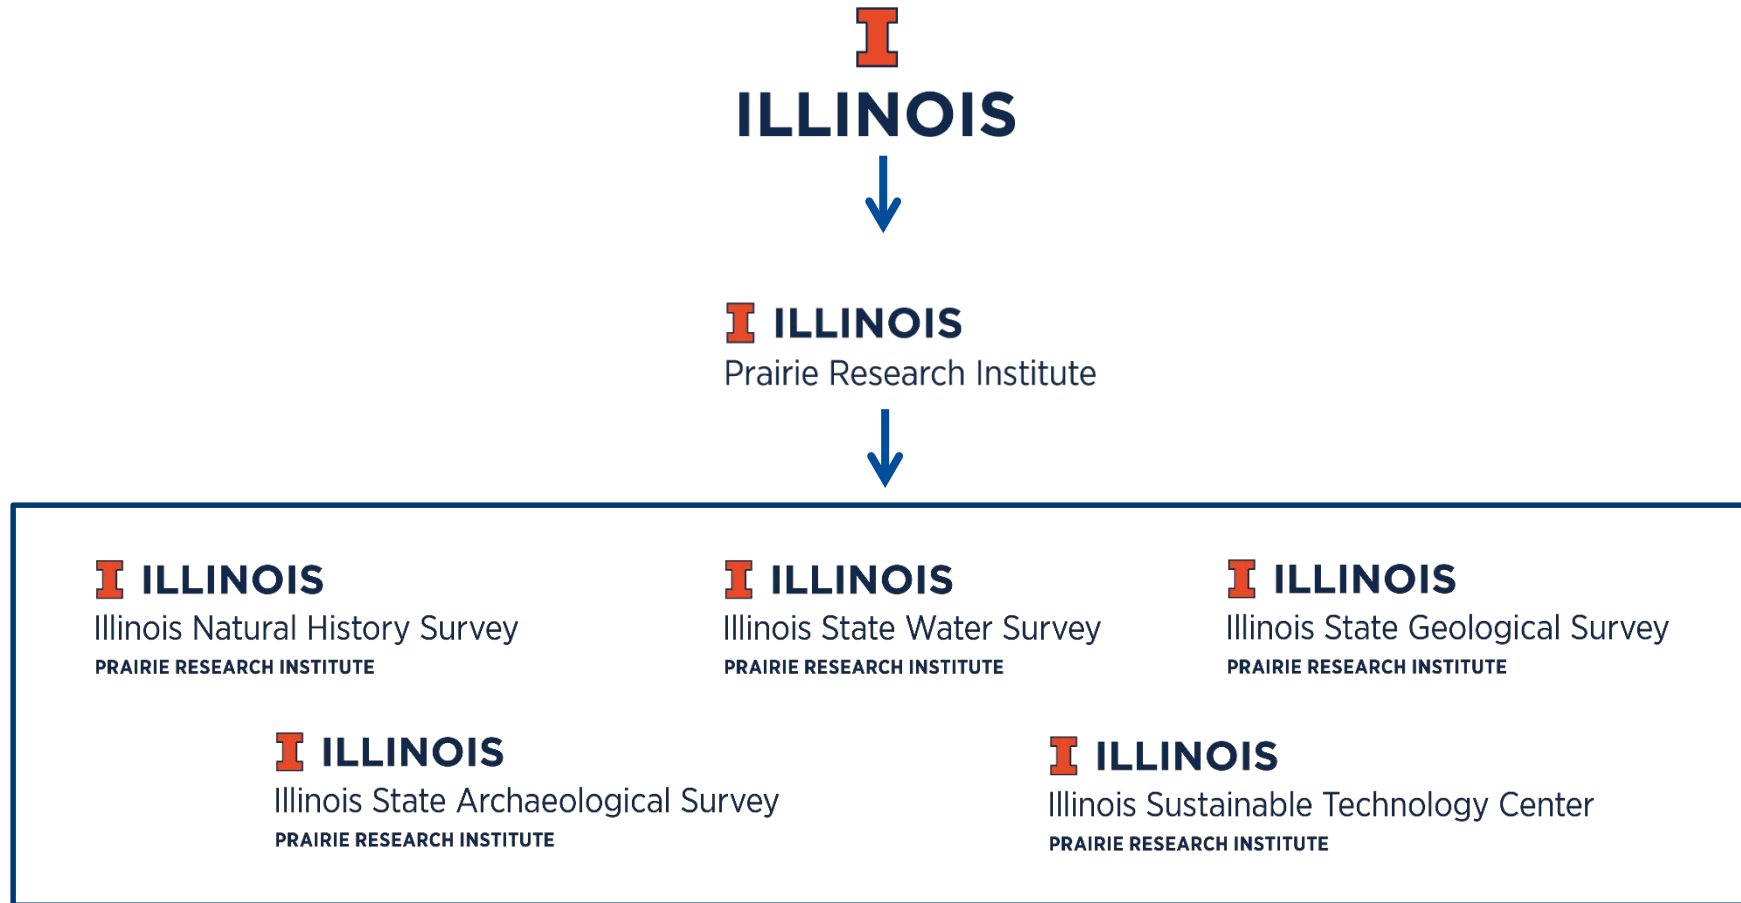 I
ILLINOIS
I ILLINOIS
Prairie Research Institute
I ILLINOIS
Illinois Natural History Survey
PRAIRIE RESEARCH INSTITUTE
I ILLINOIS
Illinois State Water Survey
PRAIRIE RESEARCH INSTITUTE
I ILLINOIS
Illinois State Geological Survey
PRAIRIE RESEARCH INSTITUTE
I ILLINOIS
Illinois State Archaeological Survey
PRAIRIE RESEARCH INSTITUTE
I ILLINOIS
Illinois Sustainable Technology Center
PRAIRIE RESEARCH INSTITUTE